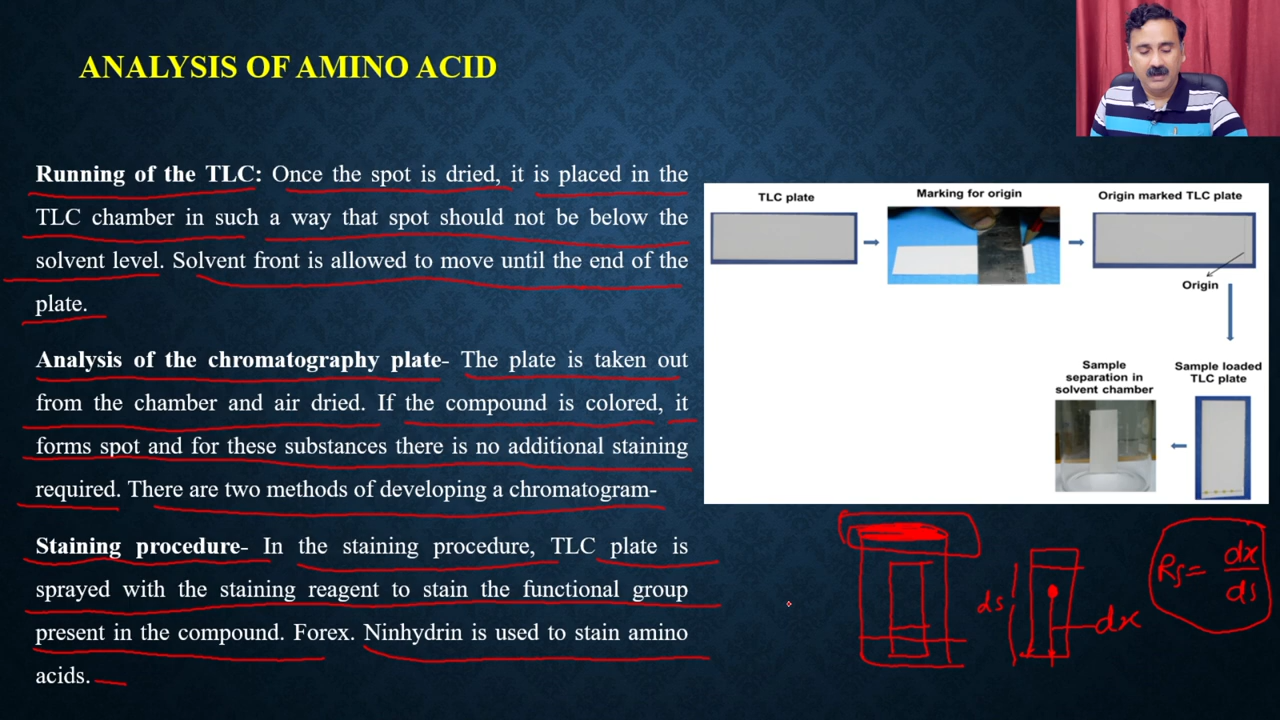 ANALYSIS OF AMINO ACID
Running of the TLC: Once the spot is dried, it is placed in the
TLC chamber in such a way that spot should not be below the
solvent level. Solvent front is allowed to move until the end of the
plate.
Analysis of the chromatography plate- The plate is taken out
from the chamber and air dried. If the compound is colored, it
forms spot and for these substances there is no additional staining
required. There are two methods of developing a chromatogram-
Staining procedure- In the staining procedure, TLC plate is
sprayed with the staining reagent to stain the functional group
present in the compound. Forex. Ninhydrin is used to stain amino
acids.
TLC plate
Marking for origin
Origin marked TLC plate
Origin
Sample
separation in
solvent chamber
Sample loaded
TLC plate
ds
dx
Rf= dx
ds